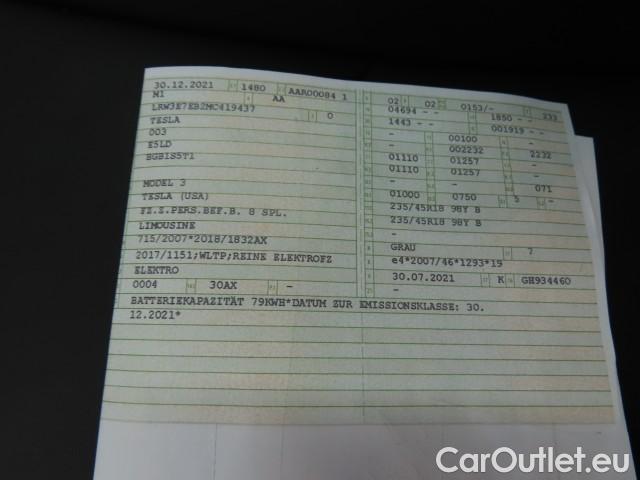 30.12.2021 1480 AAR00084 1
M1 AA
LRW3E7EB2MC419437
TESLA 0
003
E5LD
BGBIS5T1
MODEL 3
TESLA (USA)
FZ.Z.PERS.BEF.B. 8 SPL.
LIMOUSINE
715/2007*2018/1832AX
2017/1151;WLTP;REINE ELEKTROFZ
ELEKTRO
0004 30AX
02 02 0153/- 233
04694 - - 1850 - -
1443 - - 001919 - -
- 00100 -
- 002232 2232
01110 01257 -
01110 01257 -
- - 071
01000 0750 5 -
235/45R18 98Y B
235/45R18 98Y B
-
-
GRAU 7
e4*2007/46*1293*19
30.07.2021 K GH934460
-
BATTERIEKAPAZITÄT 79KWH*DATUM ZUR EMISSIONSKLASSE: 30.
12.2021*
CarOutlet.eu